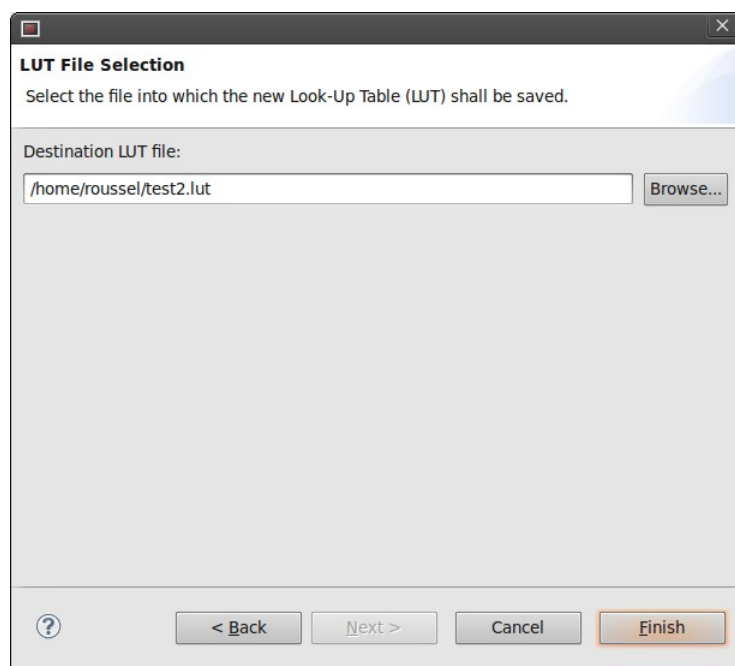 LUT File Selection
Select the file into which the new Look-Up Table (LUT) shall be saved.
Destination LUT file:
/home/roussel/test2.lut Browse...
? < Back Next > Cancel Finish